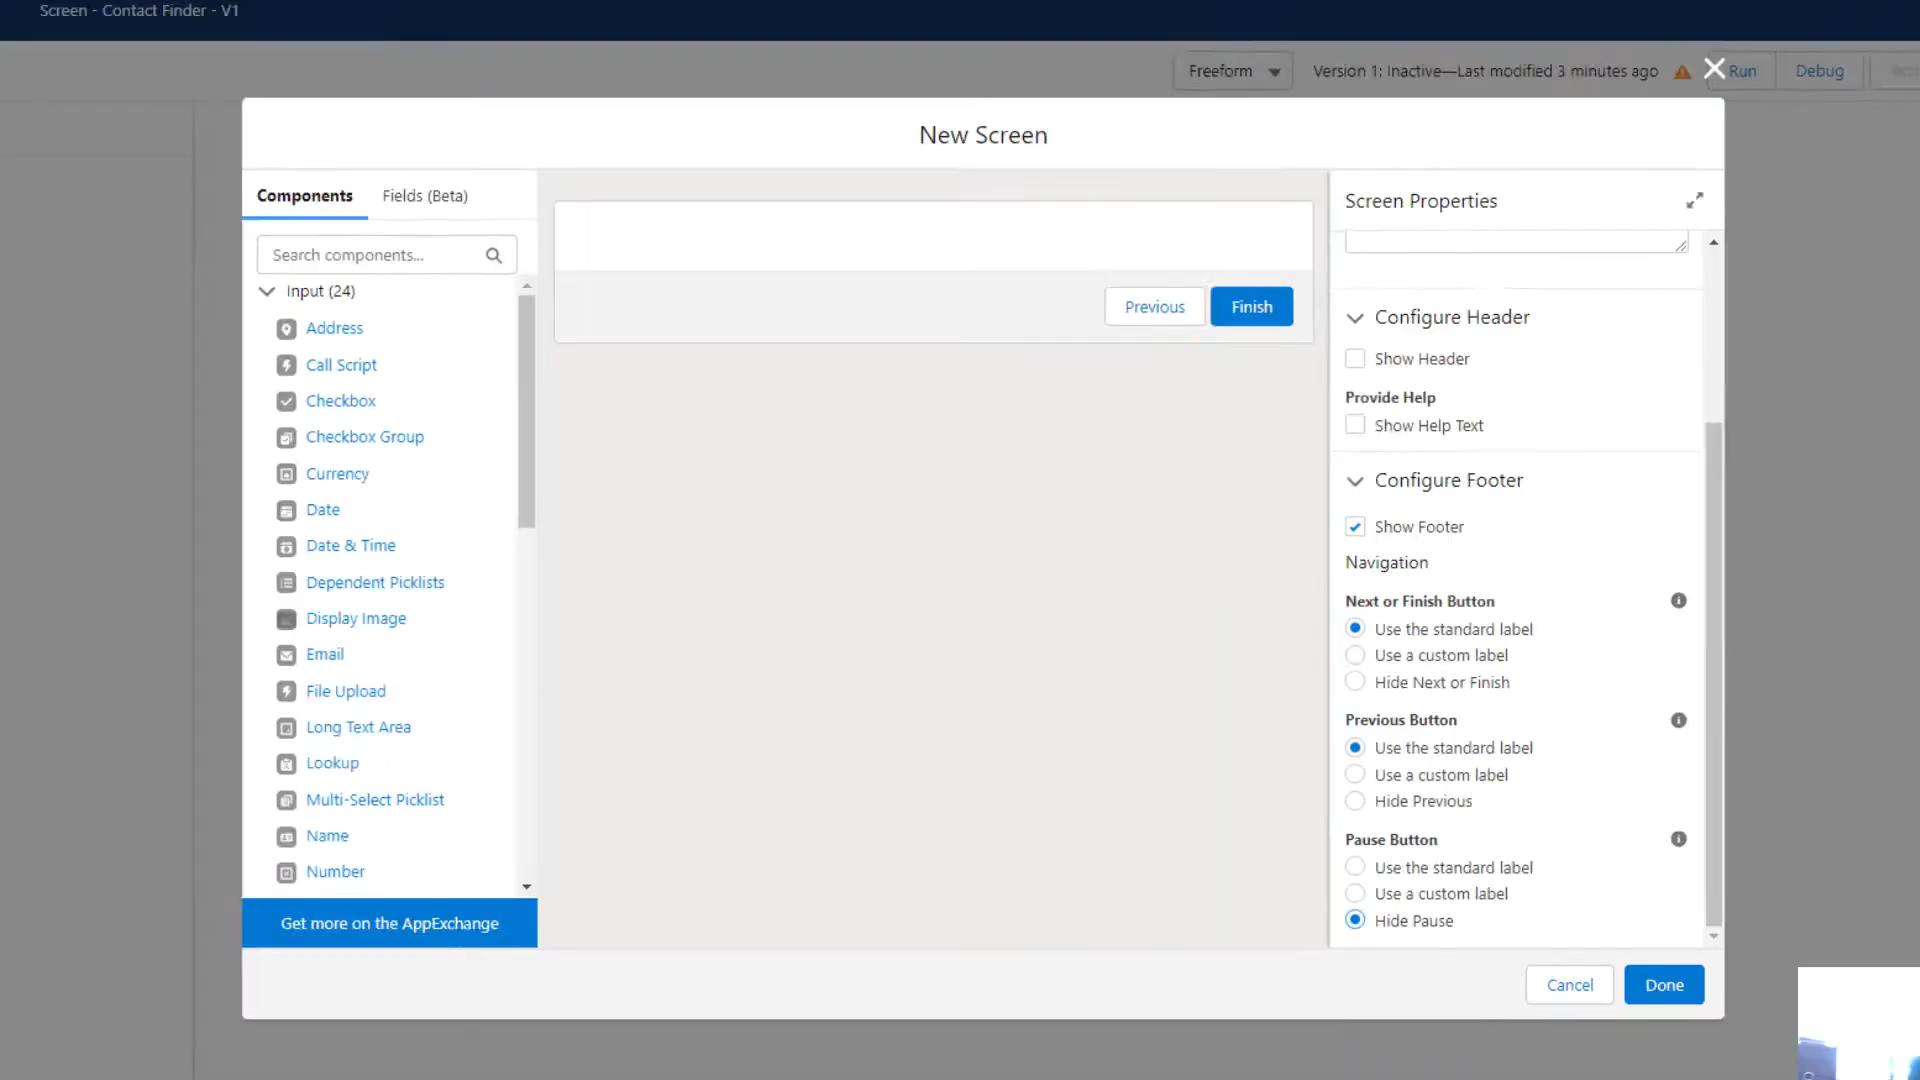 Screen - Contact Finder - V1
Freeform
Version 1: Inactive—Last modified 3 minutes ago
Run
Debug
New Screen
Components
Fields (Beta)
Search components...
Input (24)
Address
Call Script
Checkbox
Checkbox Group
Currency
Date
Date & Time
Dependent Picklists
Display Image
Email
File Upload
Long Text Area
Lookup
Multi-Select Picklist
Name
Number
Get more on the AppExchange
Previous
Finish
Screen Properties
Configure Header
Show Header
Provide Help
Show Help Text
Configure Footer
Show Footer
Navigation
Next or Finish Button
Use the standard label
Use a custom label
Hide Next or Finish
Previous Button
Use the standard label
Use a custom label
Hide Previous
Pause Button
Use the standard label
Use a custom label
Hide Pause
Cancel
Done